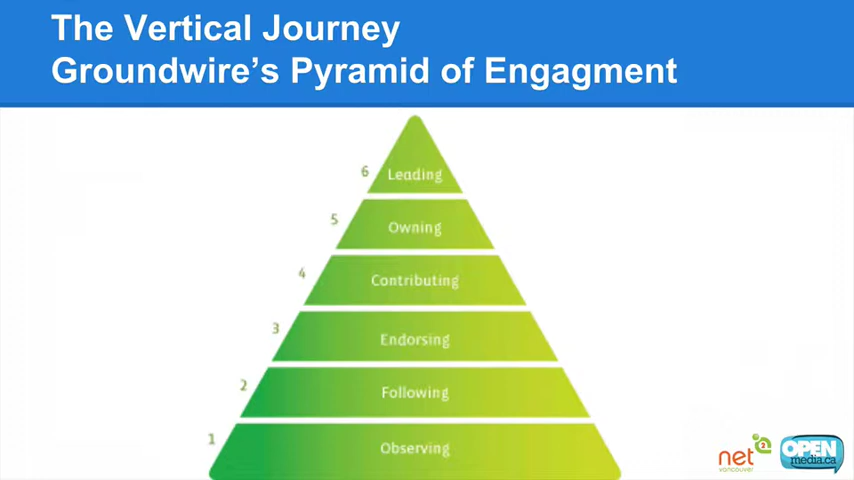 The Vertical Journey
Groundwire's Pyramid of Engagment
6 Leading
5 Owning
4 Contributing
3 Endorsing
2 Following
1 Observing
net2
vancouver
OPEN
media.ca